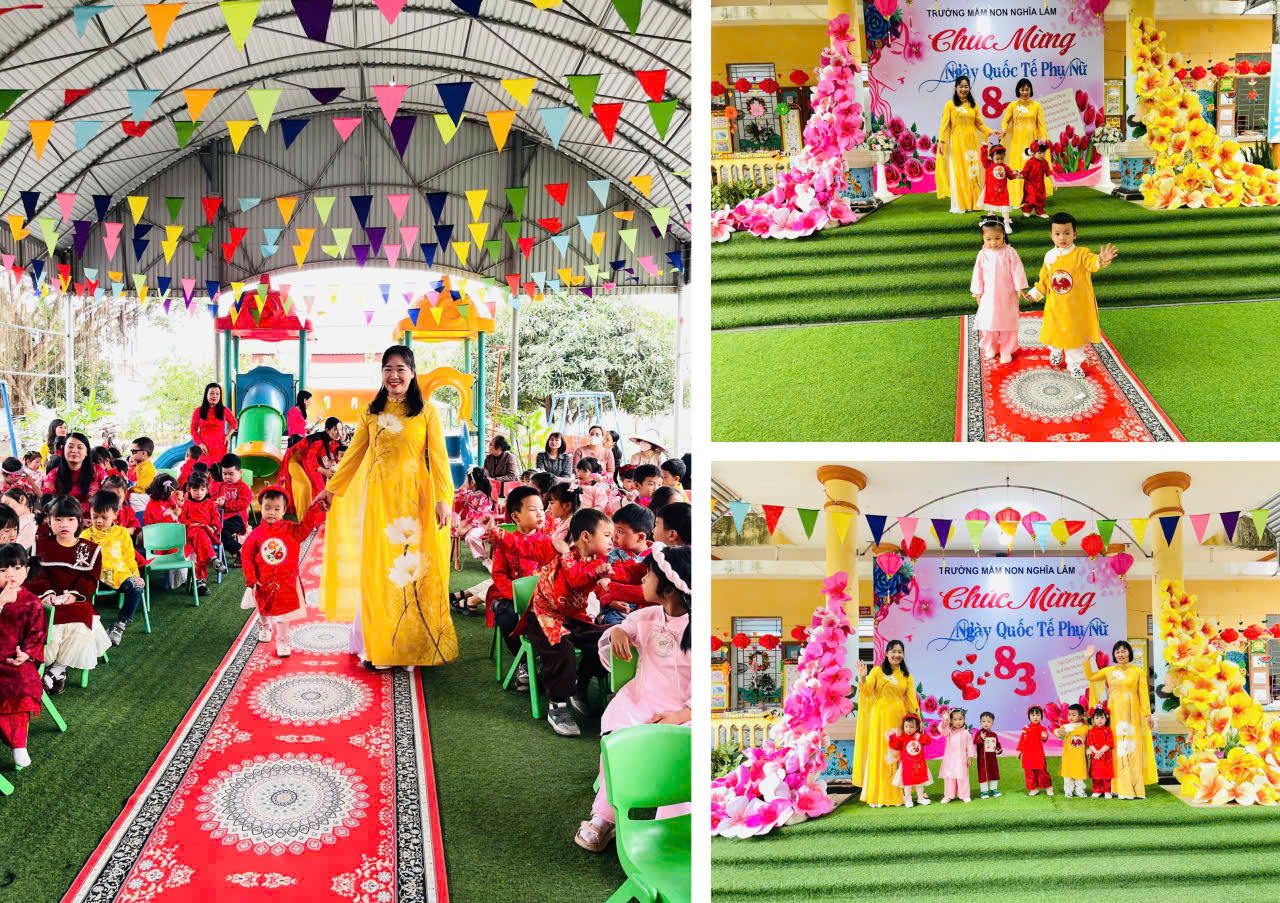 TRƯỜNG MẦM NON NGHĨA LÂM
Chúc Mừng
Ngày Quốc Tế Phụ Nữ
8
TRƯỜNG MẦM NON NGHĨA LÂM
Chúc Mừng
Ngày Quốc Tế Phụ Nữ
8
3